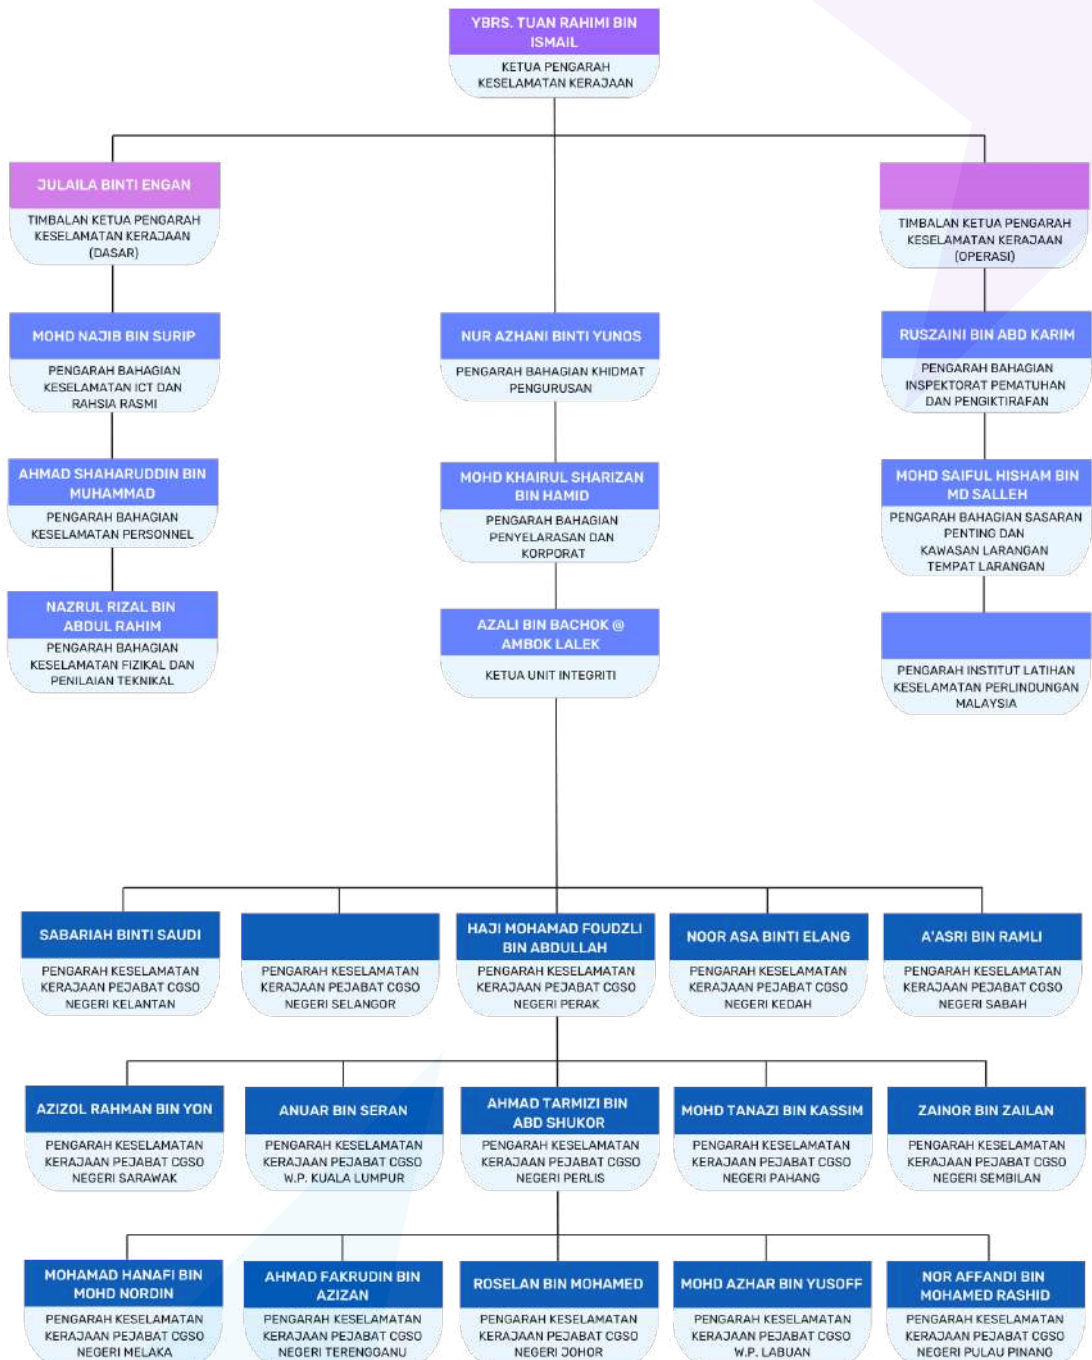 YBRS. TUAN RAHIMI BIN
ISMAIL
KETUA PENGARAH
KESELAMATAN KERAJAAN
JULAILA BINTI ENGAN
TIMBALAN KETUA PENGARAH
KESELAMATAN KERAJAAN
(DASAR)
TIMBALAN KETUA PENGARAH
KESELAMATAN KERAJAAN
(OPERASI)
MOHD NAJIB BIN SURIP
PENGARAH BAHAGIAN
KESELAMATAN ICT DAN
RAHSIA RASMI
NUR AZHANI BINTI YUNOS
PENGARAH BAHAGIAN KHIDMAT
PENGURUSAN
RUSZAINI BIN ABD KARIM
PENGARAH BAHAGIAN
INSPEKTORAT PEMATUHAN
DAN PENGIKTIRAFAN
AHMAD SHAHARUDDIN BIN
MUHAMMAD
PENGARAH BAHAGIAN
KESELAMATAN PERSONNEL
MOHD KHAIRUL SHARIZAN
BIN HAMID
PENGARAH BAHAGIAN
PENYELARASAN DAN
KORPORAT
MOHD SAIFUL HISHAM BIN
MD SALLEH
PENGARAH BAHAGIAN SASARAN
PENTING DAN
KAWASAN LARANGAN
TEMPAT LARANGAN
NAZRUL RIZAL BIN
ABDUL RAHIM
PENGARAH BAHAGIAN
KESELAMATAN FIZIKAL DAN
PENILAIAN TEKNIKAL
AZALI BIN BACHOK @
AMBOK LALEK
KETUA UNIT INTEGRITI
PENGARAH INSTITUT LATIHAN
KESELAMATAN PERLINDUNGAN
MALAYSIA
SABARIAH BINTI SAUDI
PENGARAH KESELAMATAN
KERAJAAN PEJABAT CGSO
NEGERI KELANTAN
PENGARAH KESELAMATAN
KERAJAAN PEJABAT CGSO
NEGERI SELANGOR
HAJI MOHAMAD FOUDZLI
BIN ABDULLAH
PENGARAH KESELAMATAN
KERAJAAN PEJABAT CGSO
NEGERI PERAK
NOOR ASA BINTI ELANG
PENGARAH KESELAMATAN
KERAJAAN PEJABAT CGSO
NEGERI KEDAH
A'ASRI BIN RAMLI
PENGARAH KESELAMATAN
KERAJAAN PEJABAT CGSO
NEGERI SABAH
AZIZOL RAHMAN BIN YON
PENGARAH KESELAMATAN
KERAJAAN PEJABAT CGSO
NEGERI SARAWAK
ANUAR BIN SERAN
PENGARAH KESELAMATAN
KERAJAAN PEJABAT CGSO
W.P. KUALA LUMPUR
AHMAD TARMIZI BIN
ABD SHUKOR
PENGARAH KESELAMATAN
KERAJAAN PEJABAT CGSO
NEGERI PERLIS
MOHD TANAZI BIN KASSIM
PENGARAH KESELAMATAN
KERAJAAN PEJABAT CGSO
NEGERI PAHANG
ZAINOR BIN ZAILAN
PENGARAH KESELAMATAN
KERAJAAN PEJABAT CGSO
NEGERI SEMBILAN
MOHAMAD HANAFI BIN
MOHD NORDIN
PENGARAH KESELAMATAN
KERAJAAN PEJABAT CGSO
NEGERI MELAKA
AHMAD FAKRUDIN BIN
AZIZAN
PENGARAH KESELAMATAN
KERAJAAN PEJABAT CGSO
NEGERI TERENGGANU
ROSELAN BIN MOHAMED
PENGARAH KESELAMATAN
KERAJAAN PEJABAT CGSO
NEGERI JOHOR
MOHD AZHAR BIN YUSOFF
PENGARAH KESELAMATAN
KERAJAAN PEJABAT CGSO
W.P. LABUAN
NOR AFFANDI BIN
MOHAMED RASHID
PENGARAH KESELAMATAN
KERAJAAN PEJABAT CGSO
NEGERI PULAU PINANG